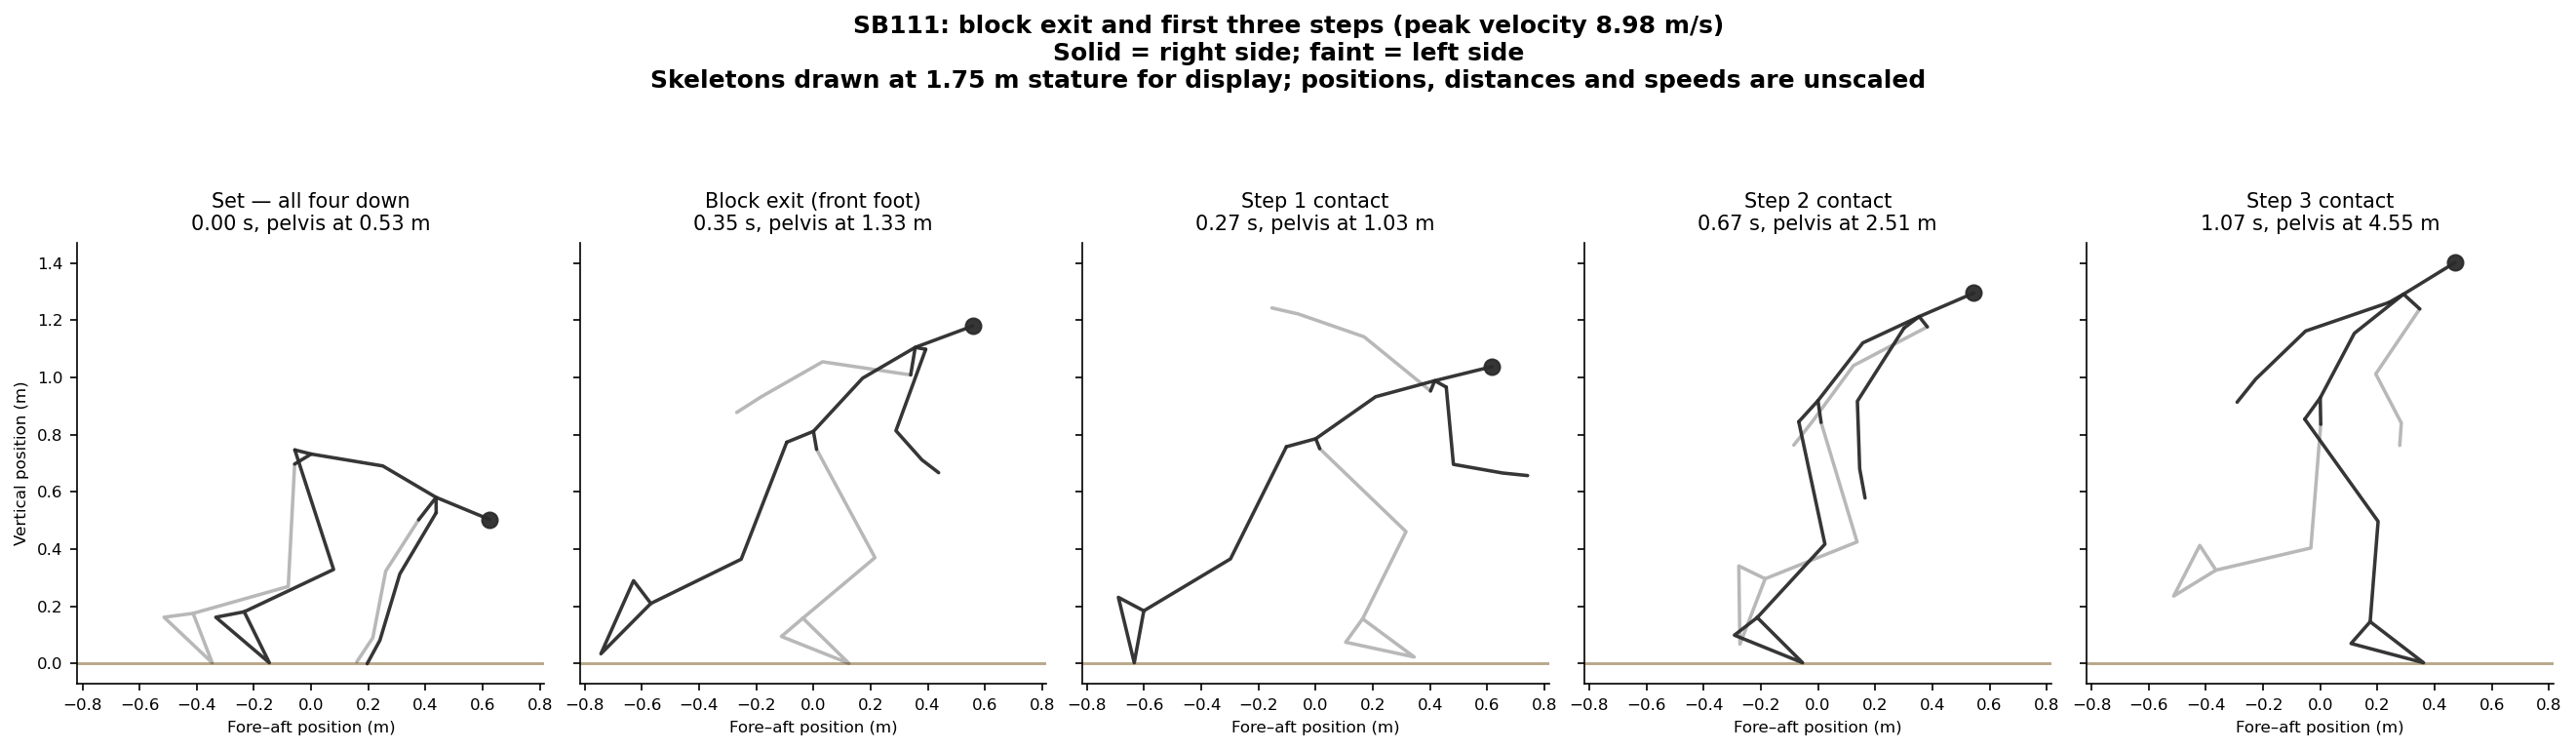 SB111: block exit and first three steps (peak velocity 8.98 m/s)
Solid = right side; faint = left side
Skeletons drawn at 1.75 m stature for display; positions, distances and speeds are unscaled
Set — all four down
0.00 s, pelvis at 0.53 m
Block exit (front foot)
0.35 s, pelvis at 1.33 m
Step 1 contact
0.27 s, pelvis at 1.03 m
Step 2 contact
0.67 s, pelvis at 2.51 m
Step 3 contact
1.07 s, pelvis at 4.55 m
Vertical position (m)
1.4
1.2
1.0
0.8
0.6
0.4
0.2
0.0
−0.8 −0.6 −0.4 −0.2 0.0 0.2 0.4 0.6 0.8
Fore–aft position (m)
−0.8 −0.6 −0.4 −0.2 0.0 0.2 0.4 0.6 0.8
Fore–aft position (m)
−0.8 −0.6 −0.4 −0.2 0.0 0.2 0.4 0.6 0.8
Fore–aft position (m)
−0.8 −0.6 −0.4 −0.2 0.0 0.2 0.4 0.6 0.8
Fore–aft position (m)
−0.8 −0.6 −0.4 −0.2 0.0 0.2 0.4 0.6 0.8
Fore–aft position (m)